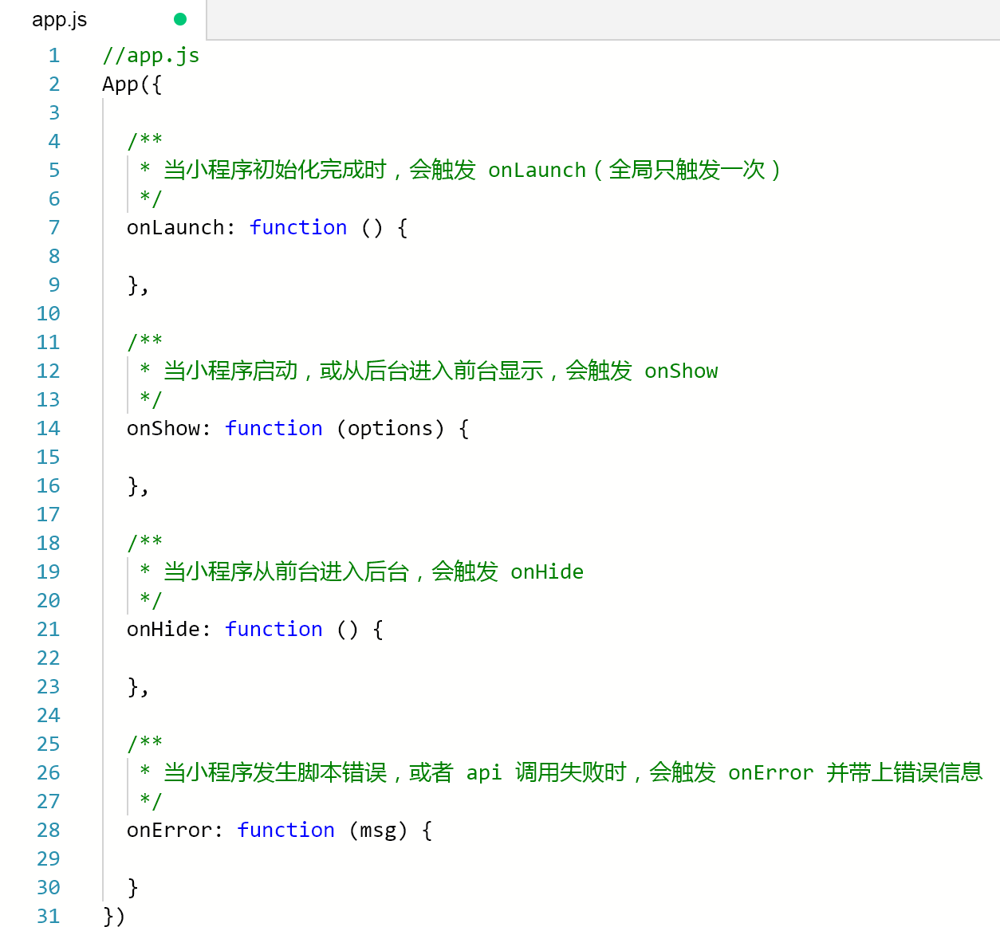 app.js
1 //app.js
2 App({
3
4   /**
5    * 当小程序初始化完成时，会触发 onLaunch（全局只触发一次）
6    */
7   onLaunch: function () {
8
9   },
10
11   /**
12    * 当小程序启动，或从后台进入前台显示，会触发 onShow
13    */
14   onShow: function (options) {
15
16   },
17
18   /**
19    * 当小程序从前台进入后台，会触发 onHide
20    */
21   onHide: function () {
22
23   },
24
25   /**
26    * 当小程序发生脚本错误，或者 api 调用失败时，会触发 onError 并带上错误信息
27    */
28   onError: function (msg) {
29
30   }
31 })